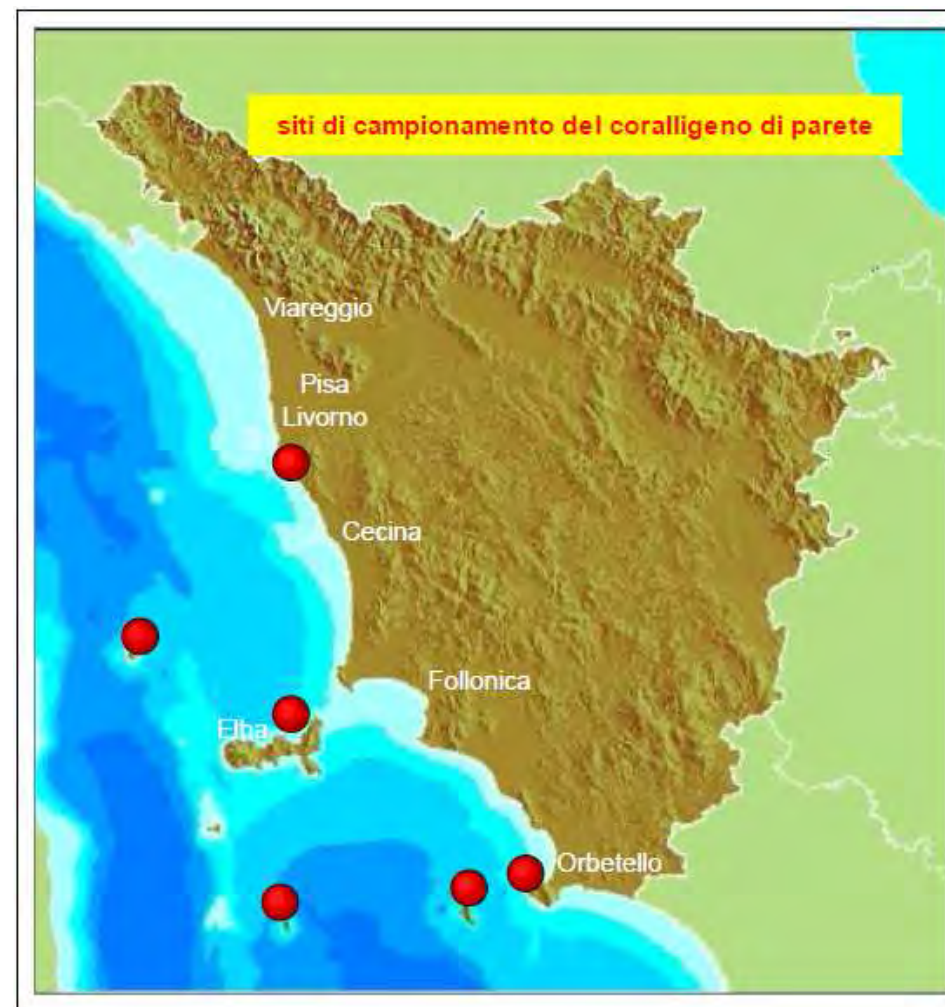 siti di campionamento del coralligeno di parete
Viareggio
Pisa
Livorno
Cecina
Follonica
Elba
Orbetello